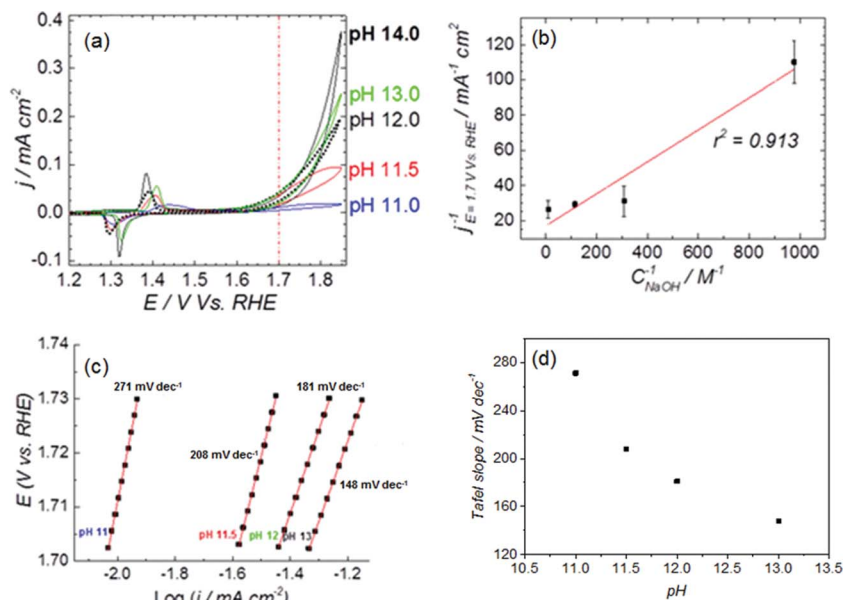 (a)
0.4
0.3
0.2
0.1
0.0
-0.1
j / mA cm-2
1.2 1.3 1.4 1.5 1.6 1.7 1.8
E / V Vs. RHE
pH 14.0
pH 13.0
pH 12.0
pH 11.5
pH 11.0
(b)
120
100
80
60
40
20
j-1 E = 1.7 V Vs. RHE / mA-1 cm2
r2 = 0.913
0 200 400 600 800 1000
C-1 NaOH / M-1
(c)
1.74
1.73
1.72
1.71
1.70
E (V vs. RHE)
271 mV dec-1
181 mV dec-1
208 mV dec-1
148 mV dec-1
pH 11 pH 11.5 pH 12 pH 13
-2.0 -1.8 -1.6 -1.4 -1.2
Log (j / mA cm-2)
(d)
280
240
200
160
120
Tafel slope / mV dec-1
10.5 11.0 11.5 12.0 12.5 13.0 13.5
pH